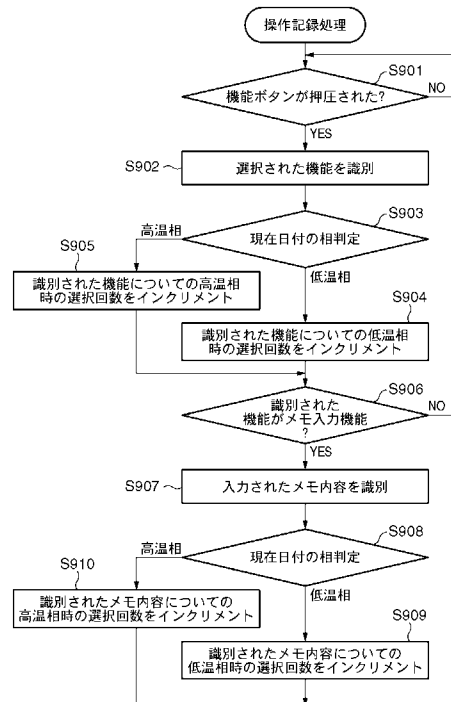 操作記録処理
S901
機能ボタンが押圧された?
NO
YES
S902
選択された機能を識別
S903
現在日付の相判定
高温相
低温相
S905
識別された機能についての高温相
時の選択回数をインクリメント
S904
識別された機能についての低温相
時の選択回数をインクリメント
S906
識別された
機能がメモ入力機能
?
NO
YES
S907
入力されたメモ内容を識別
S908
現在日付の相判定
高温相
低温相
S910
識別されたメモ内容についての
高温相時の選択回数をインクリメント
S909
識別されたメモ内容についての
低温相時の選択回数をインクリメント